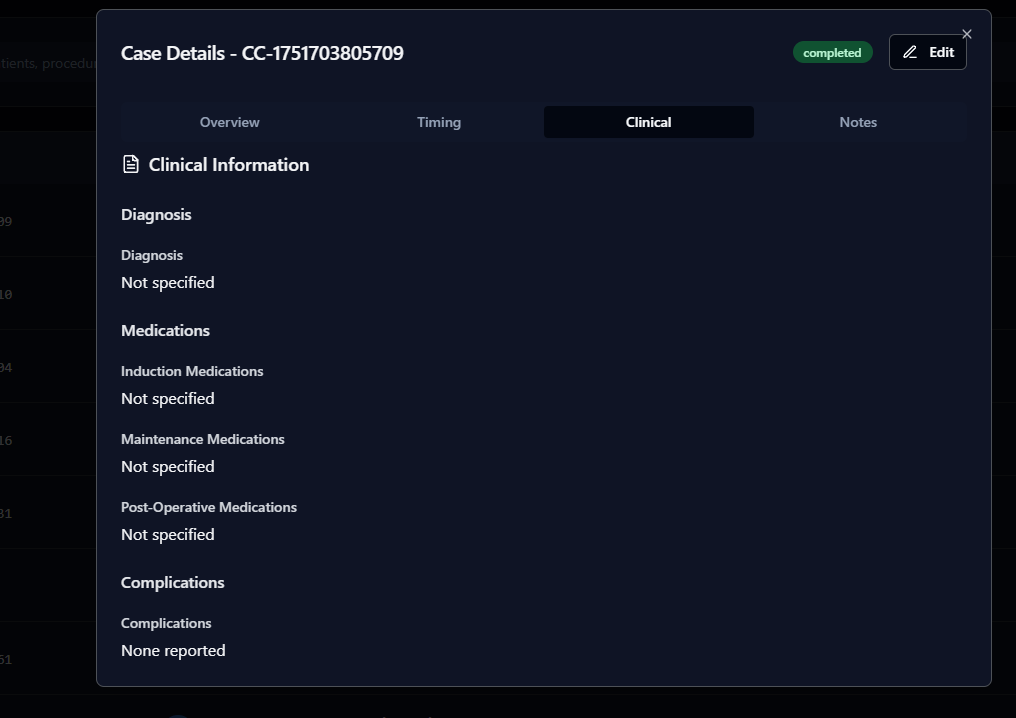 tients, procedur
Case Details - CC-1751703805709
completed
Edit
Overview
Timing
Clinical
Notes
Clinical Information
Diagnosis
Diagnosis
Not specified
Medications
Induction Medications
Not specified
Maintenance Medications
Not specified
Post-Operative Medications
Not specified
Complications
Complications
None reported
09
10
04
16
31
51